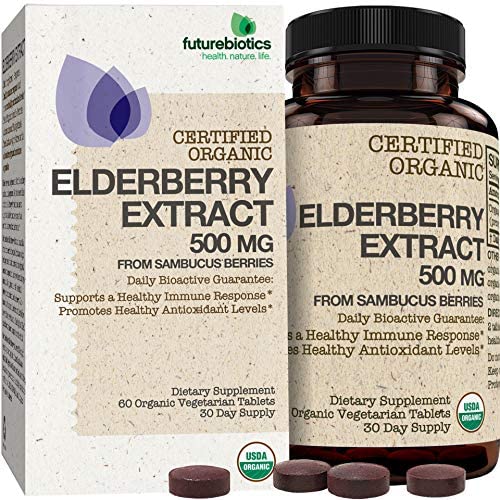 futurebiotics
health. nature. life.
CERTIFIED
ORGANIC
ELDERBERRY
EXTRACT
500 MG
FROM SAMBUCUS BERRIES
Daily Bioactive Guarantee:
Supports a Healthy Immune Response*
Promotes Healthy Antioxidant Levels*
Dietary Supplement
60 Organic Vegetarian Tablets
30 Day Supply
USDA
ORGANIC
CERTIFIED
ORGANIC
ELDERBERRY
EXTRACT
500 MG
FROM SAMBUCUS BERRIES
Daily Bioactive Guarantee:
s a Healthy Immune Response*
es Healthy Antioxidant Levels*
Dietary Supplement
Organic Vegetarian Tablets
30 Day Supply
USDA
ORGANIC